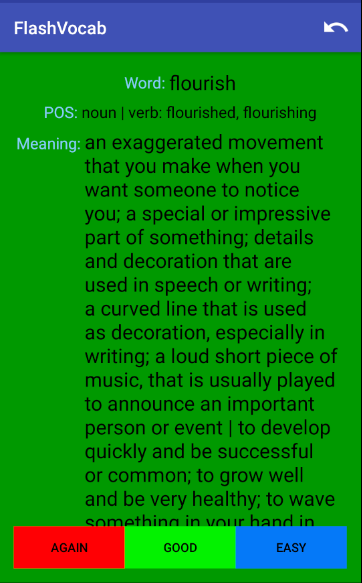 FlashVocab
Word: flourish
POS: noun | verb: flourished, flourishing
Meaning: an exaggerated movement
that you make when you
want someone to notice
you; a special or impressive
part of something; details
and decoration that are
used in speech or writing;
a curved line that is used
as decoration, especially in
writing; a loud short piece of
music, that is usually played
to announce an important
person or event | to develop
quickly and be successful
or common; to grow well
and be very healthy; to wave
something in your hand in
AGAIN GOOD EASY